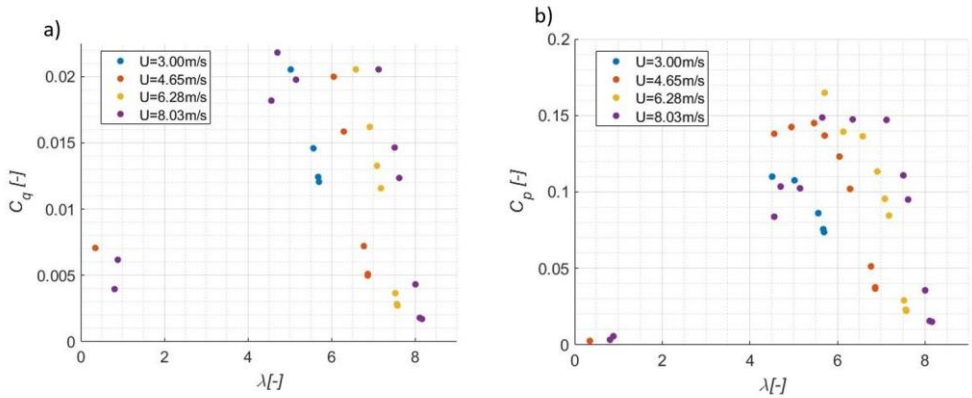 a)
U=3.00m/s
U=4.65m/s
U=6.28m/s
U=8.03m/s
0.02
0.015
0.01
0.005
0
C_q [-]
0 2 4 6 8
λ[-]
b)
U=3.00m/s
U=4.65m/s
U=6.28m/s
U=8.03m/s
0.2
0.15
0.1
0.05
0
C_p [-]
0 2 4 6 8
λ[-]